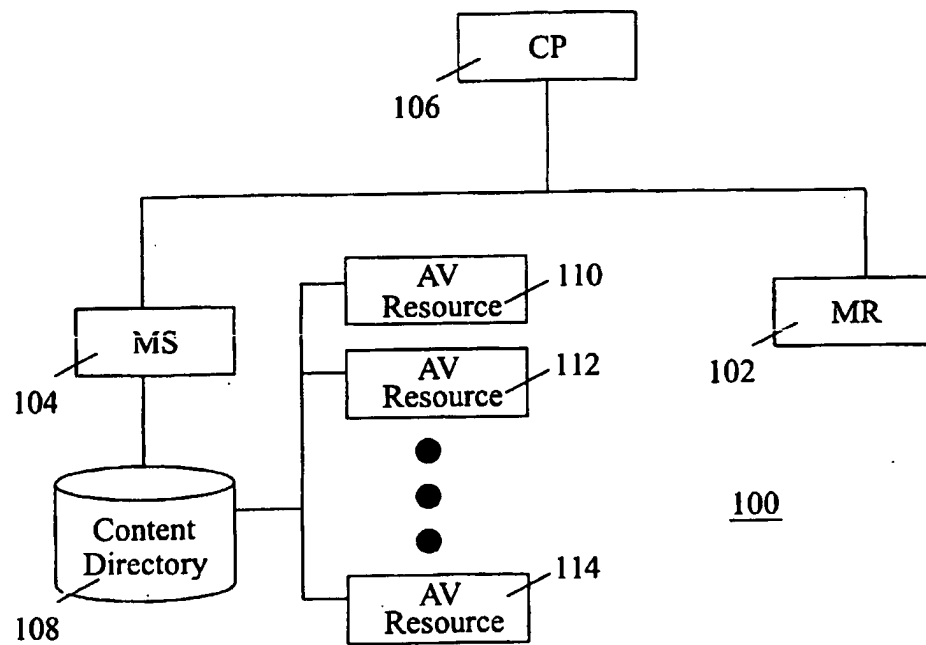 CP
106
AV
Resource
110
MS
104
MR
102
AV
Resource
112
Content
Directory
108
100
AV
Resource
114